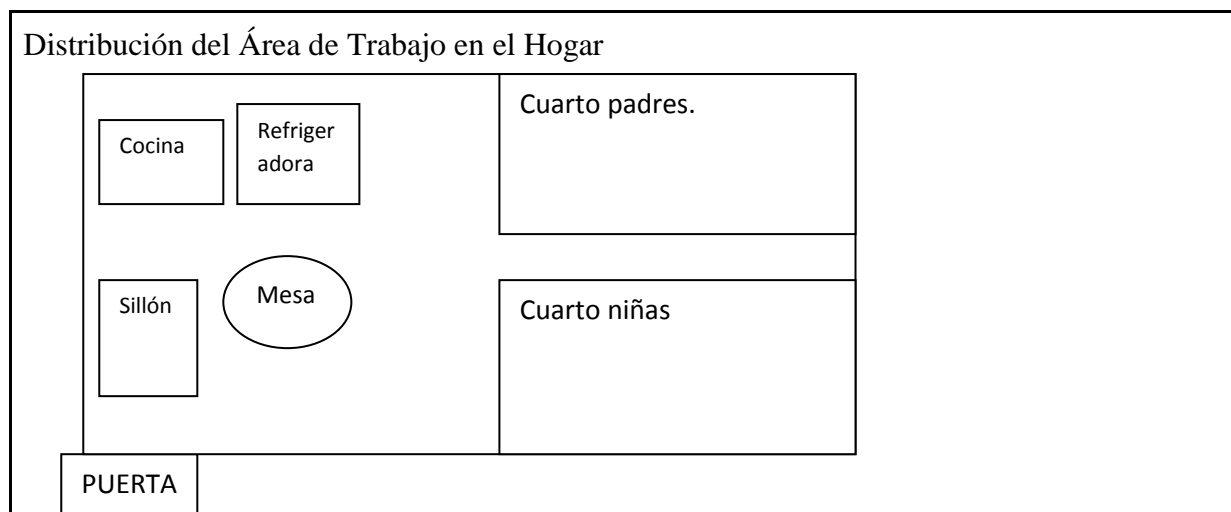 Distribución del Área de Trabajo en el Hogar
Cuarto padres.
Cocina
Refriger
adora
Sillón
Mesa
Cuarto niñas
PUERTA